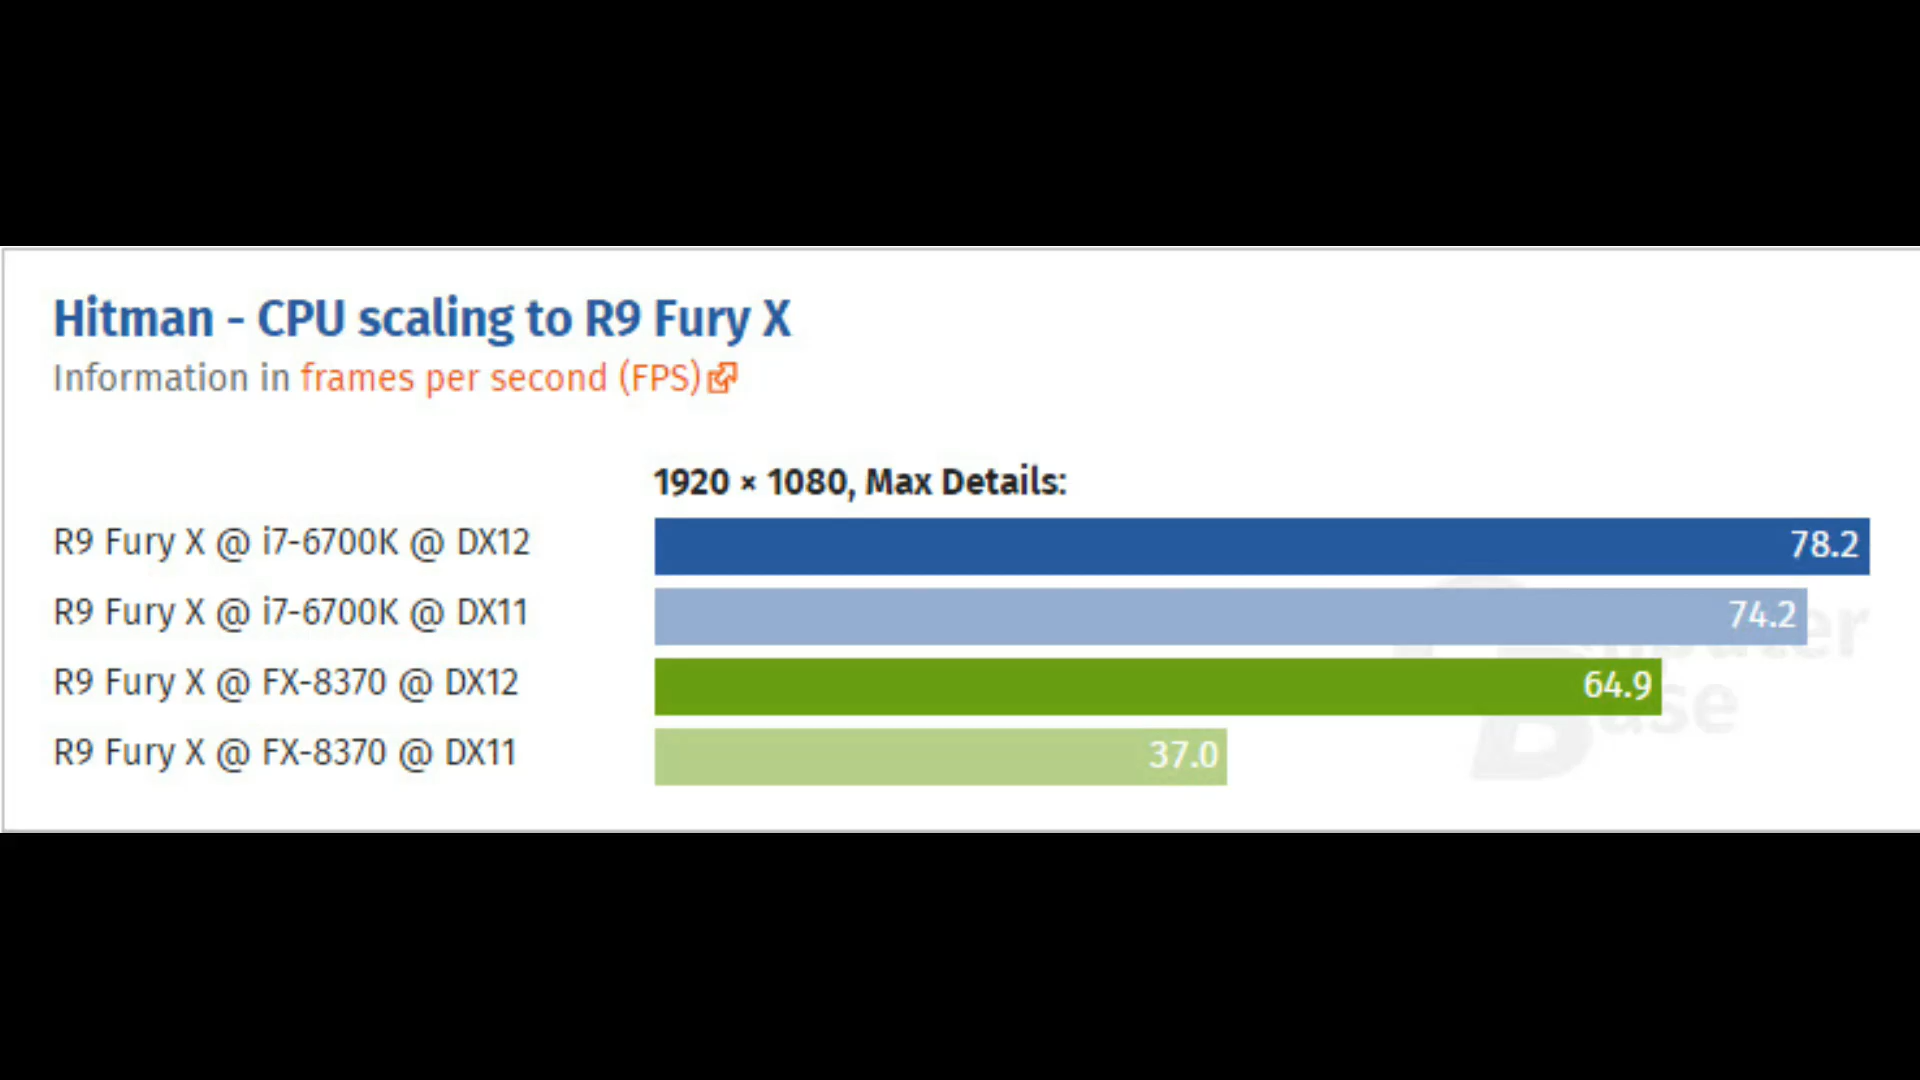 Hitman - CPU scaling to R9 Fury X
Information in frames per second (FPS)
1920 × 1080, Max Details:
R9 Fury X @ i7-6700K @ DX12 78.2
R9 Fury X @ i7-6700K @ DX11 74.2
R9 Fury X @ FX-8370 @ DX12 64.9
R9 Fury X @ FX-8370 @ DX11 37.0